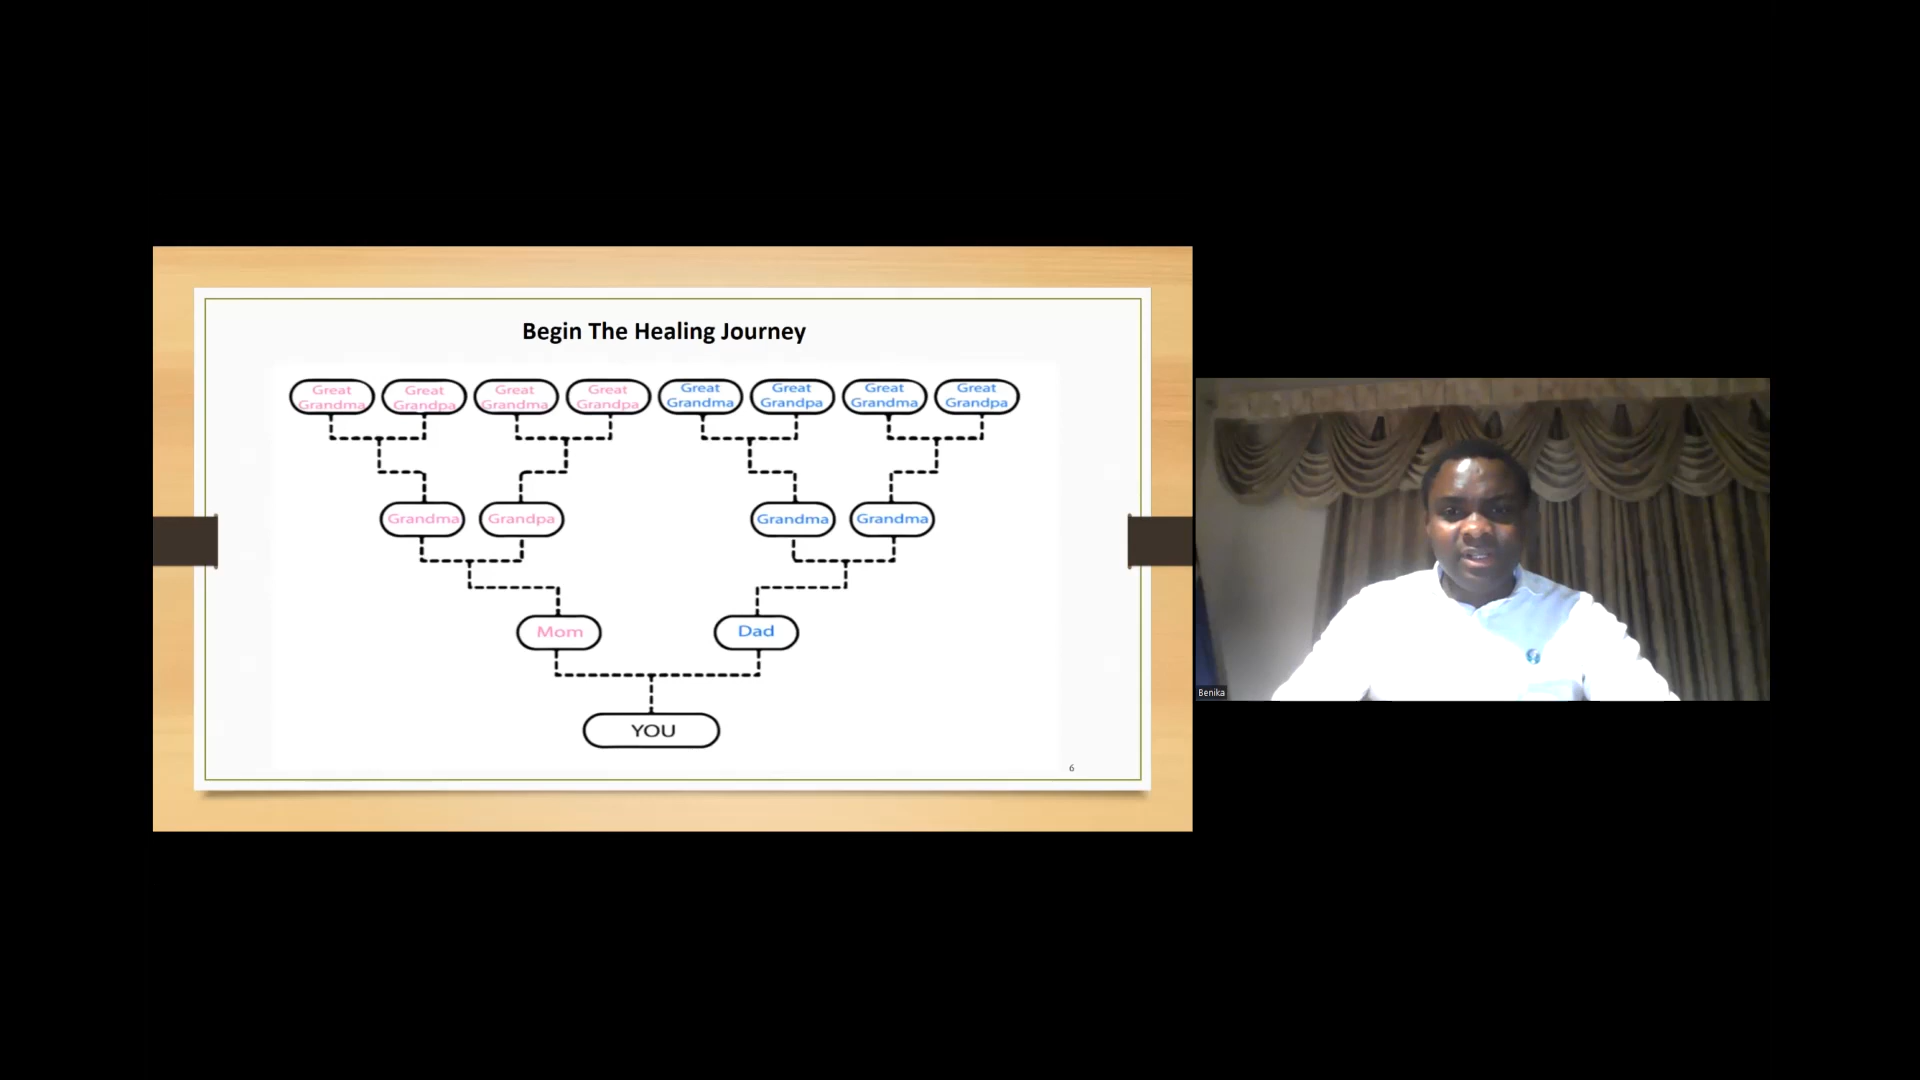 Begin The Healing Journey
Great Great Great Great Great Great Great Great
Grandma Grandpa Grandma Grandpa Grandma Grandpa Grandma Grandpa
Grandma Grandpa Grandma Grandma
Mom Dad
YOU
6
Benika